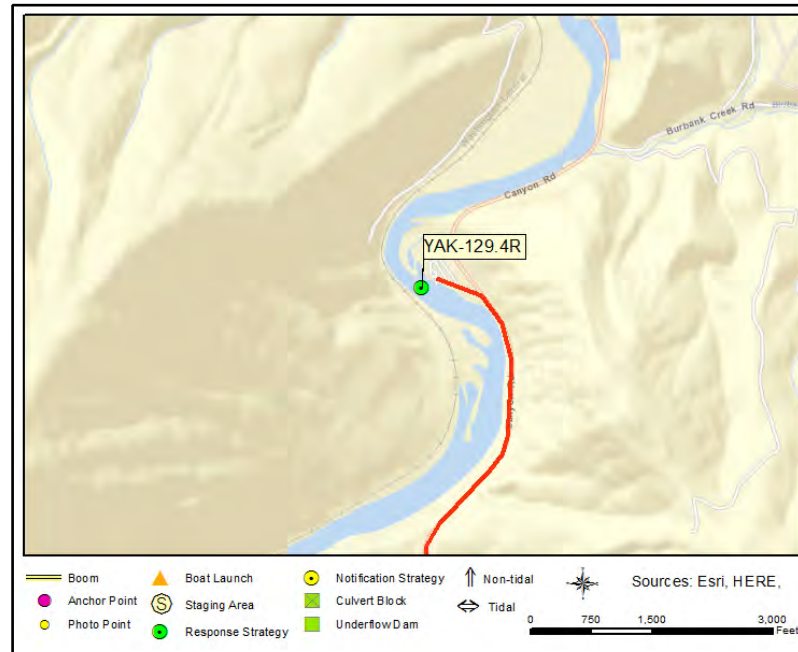 Washington Central
Burbank Creek Rd
Canyon Rd
YAK-129.4R
Boom
Anchor Point
Photo Point
Boat Launch
Staging Area
S
Response Strategy
Notification Strategy
Culvert Block
Underflow Dam
Non-tidal
Tidal
Sources: Esri, HERE,
0 750 1,500 3,000
Feet